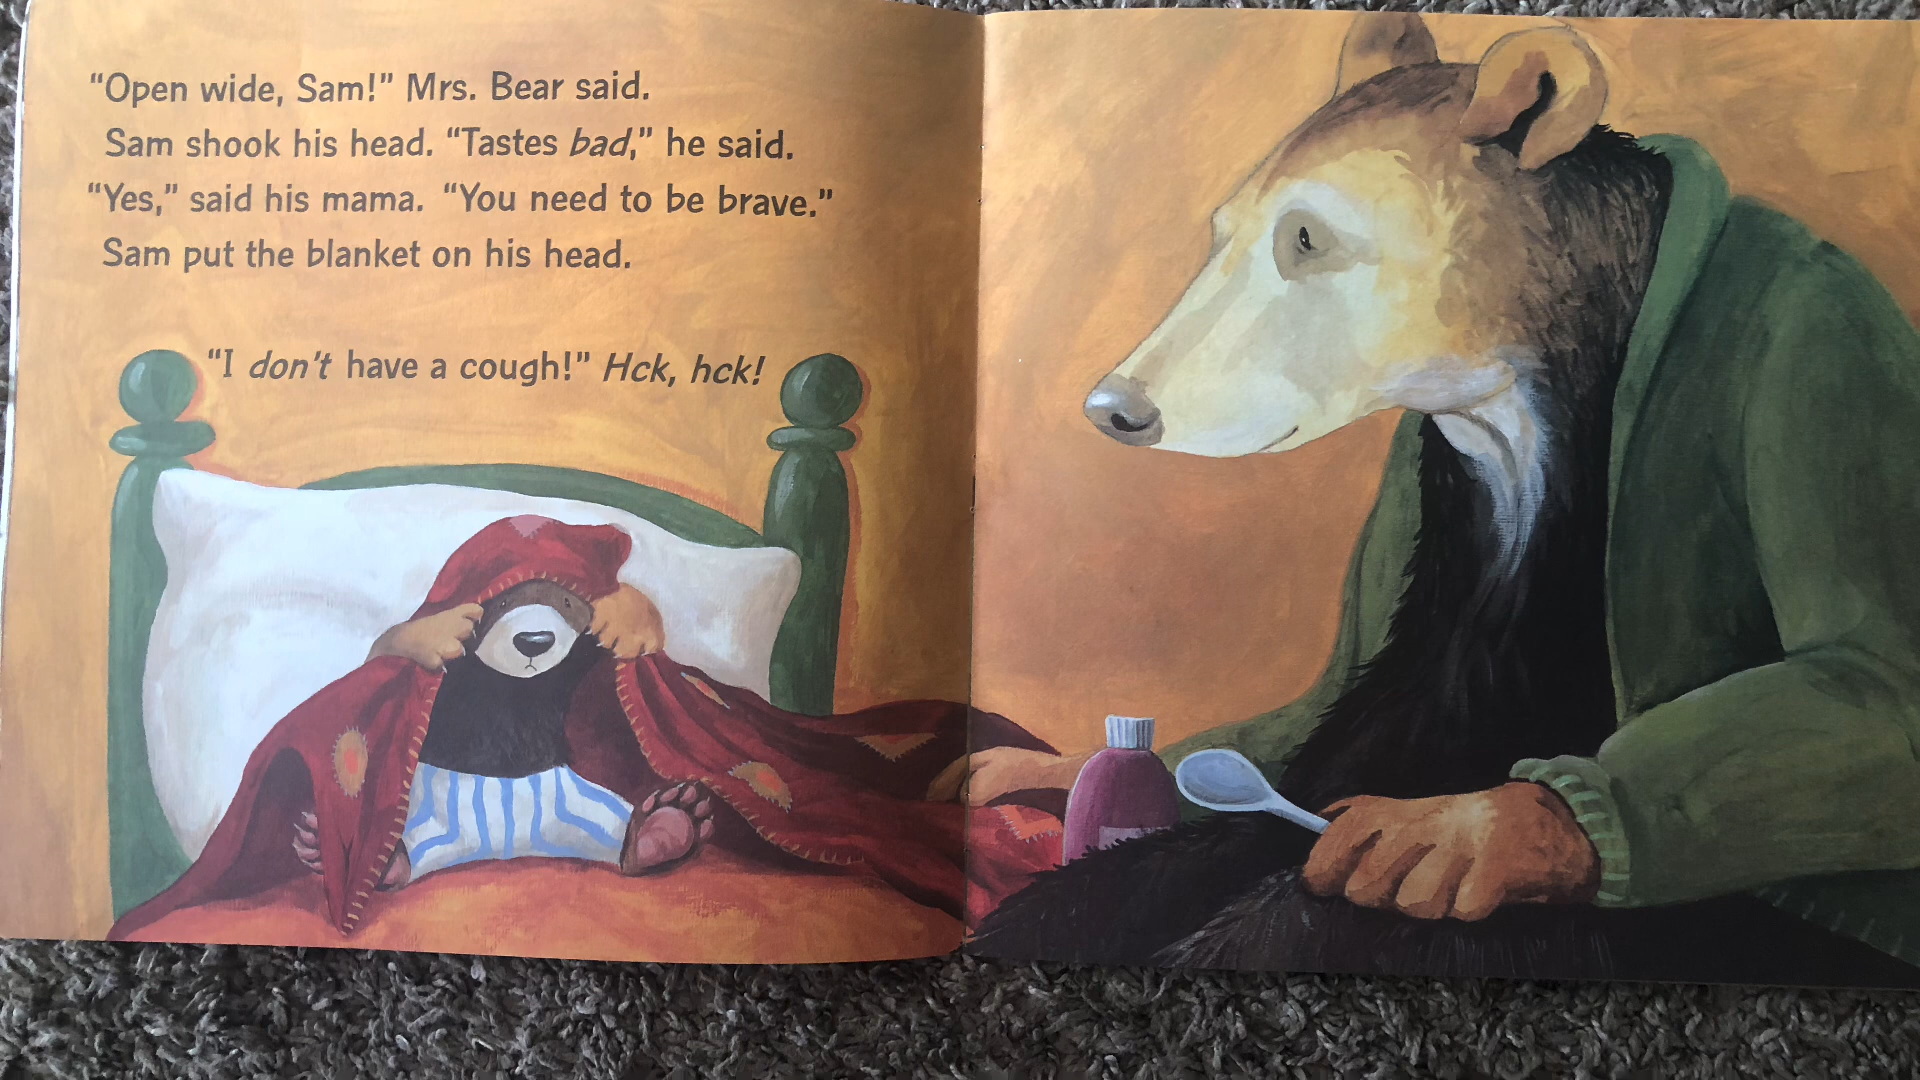 “Open wide, Sam!” Mrs. Bear said.
Sam shook his head. “Tastes bad,” he said.
“Yes,” said his mama. “You need to be brave.”
Sam put the blanket on his head.
“I don’t have a cough!” Hck, hck!